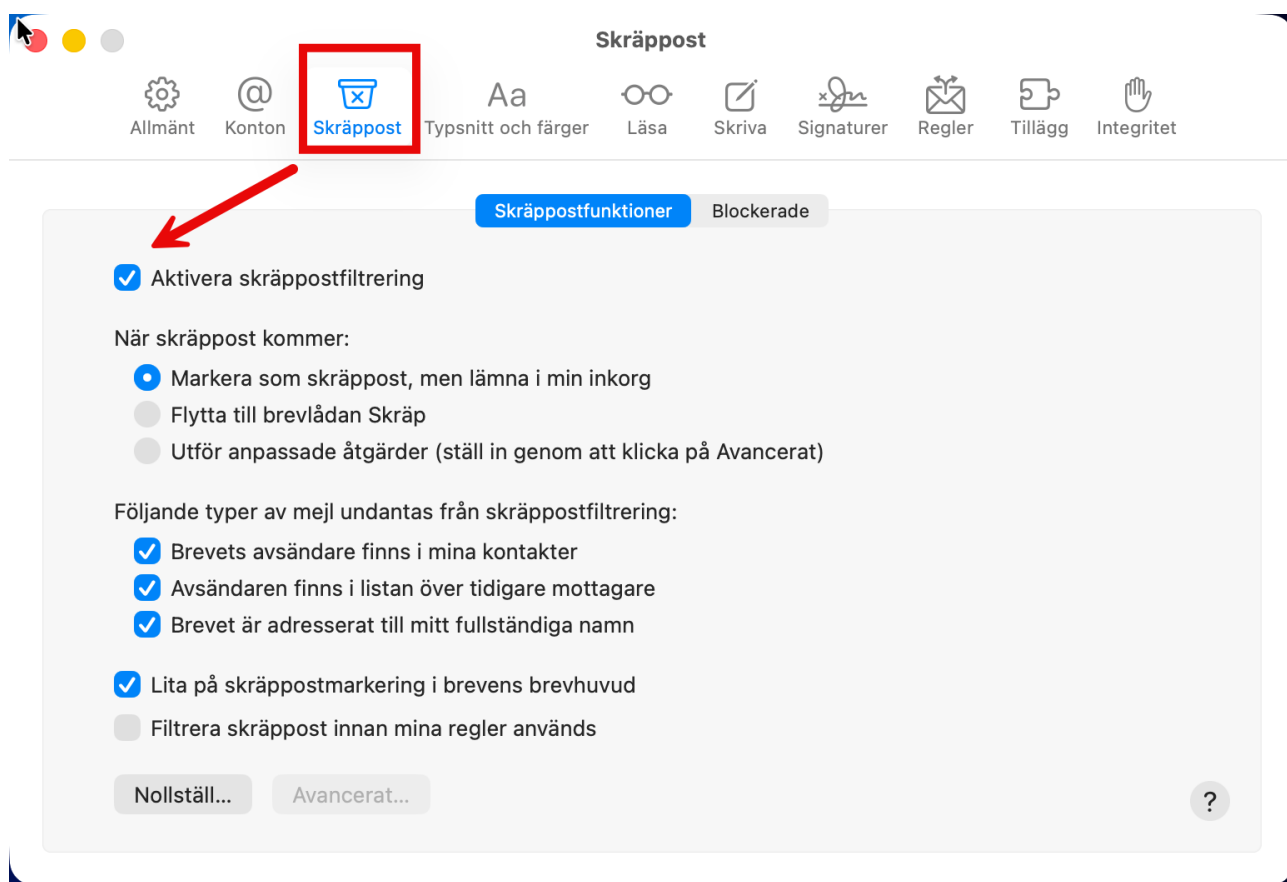 Skräppost
Allmänt Konton Skräppost Typsnitt och färger Läsa Skriva Signaturer Regler Tillägg Integritet
Skräppostfunktioner Blockerade
Aktivera skräppostfiltrering
När skräppost kommer:
Markera som skräppost, men lämna i min inkorg
Flytta till brevlådan Skräp
Utför anpassade åtgärder (ställ in genom att klicka på Avancerat)
Följande typer av mejl undantas från skräppostfiltrering:
Brevets avsändare finns i mina kontakter
Avsändaren finns i listan över tidigare mottagare
Brevet är adresserat till mitt fullständiga namn
Lita på skräppostmarkering i brevens brevhuvud
Filtrera skräppost innan mina regler används
Nollställ... Avancerat... ?